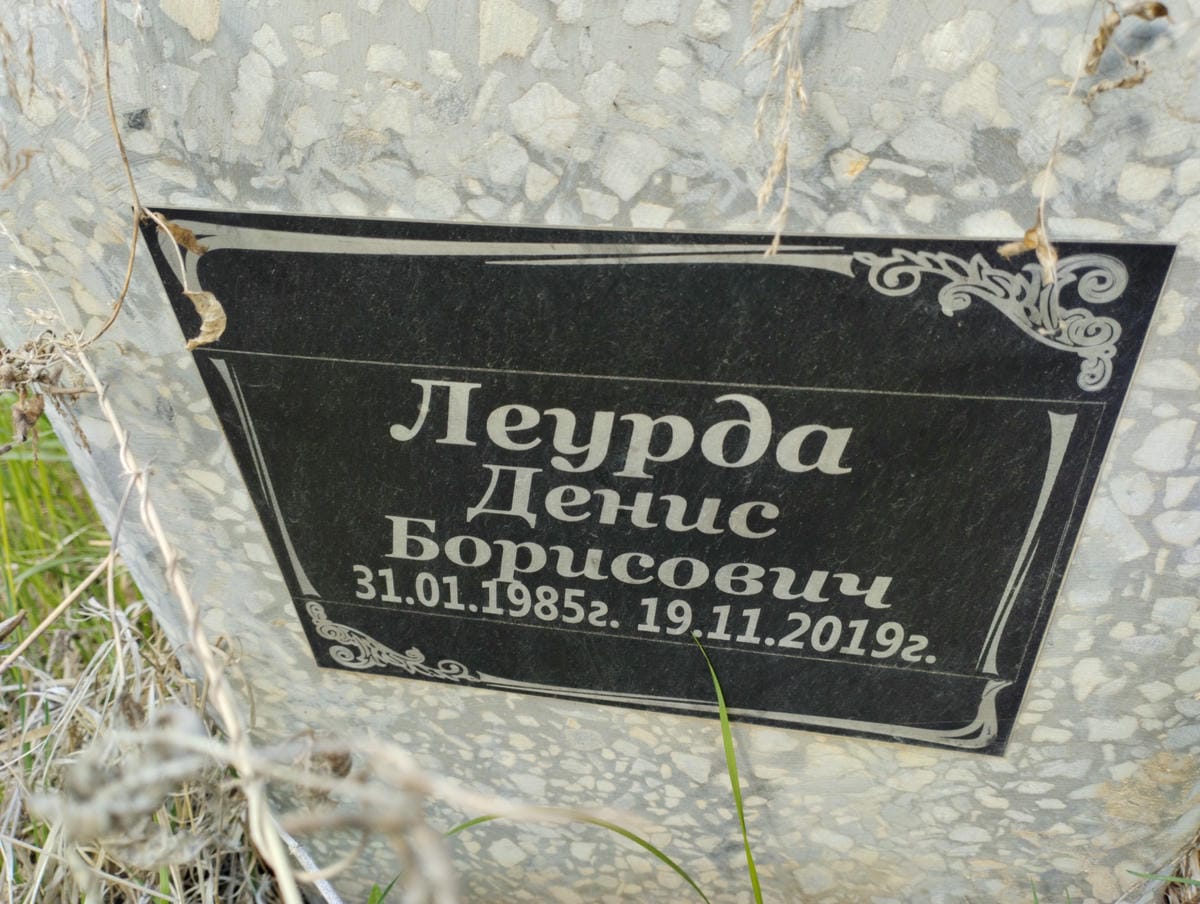 Леурда
Денис
Борисович
31.01.1985г. 19.11.2019г.